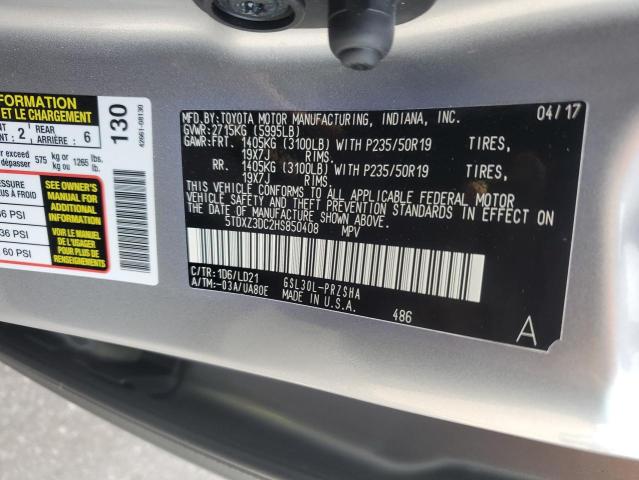 FORMATION
ET LE CHARGEMENT
2 REAR ARRIÈRE : 6
exceed
dépasser 575 kg or kg ou 1265 lbs. lb.
PRESSURE
À FROID
36 PSI
60 PSI
SEE OWNER'S
MANUAL FOR
ADDITIONAL
INFORMATION
VOIR LE MANUEL
DE L'USAGER
POUR PLUS DE
RENSEIGNEMENTS
130
42661-08130
MFD. BY: TOYOTA MOTOR MANUFACTURING, INDIANA, INC. 04/17
GVWR: 2715KG (5995LB)
GAWR: FRT. 1405KG (3100LB) WITH P235/50R19 TIRES,
19X7J RIMS.
RR. 1405KG (3100LB) WITH P235/50R19 TIRES,
19X7J RIMS.
THIS VEHICLE CONFORMS TO ALL APPLICABLE FEDERAL MOTOR
VEHICLE SAFETY, BUMPER, AND THEFT PREVENTION STANDARDS IN EFFECT ON
THE DATE OF MANUFACTURE SHOWN ABOVE.
5TDXZ3DC2HS850408 MPV
C/TR: 1D6/LD21 GSL30L-PRZSHA
A/TM:-03A/UA80E MADE IN U.S.A.
486
A